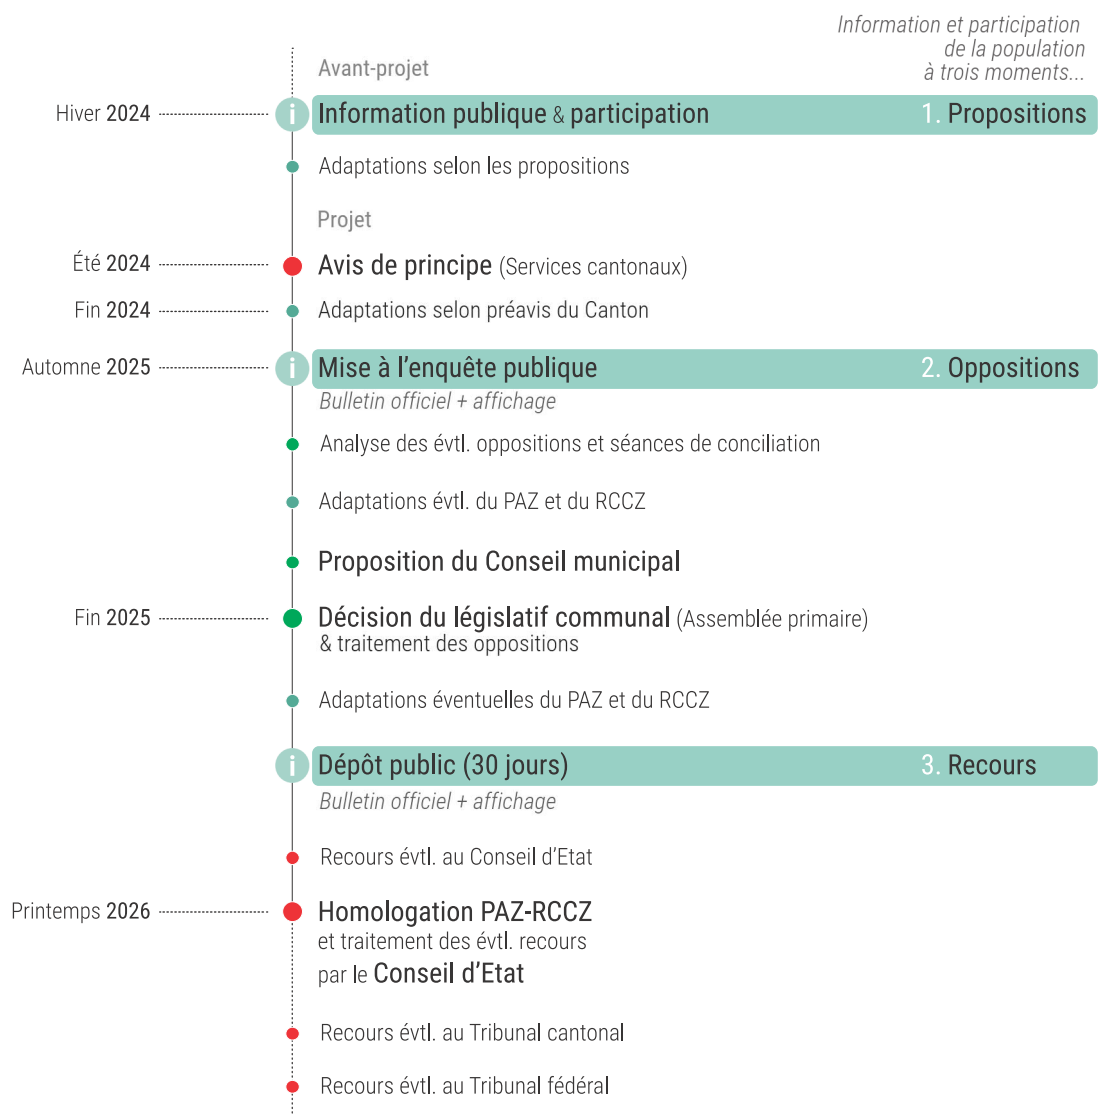 Information et participation
de la population
à trois moments...
Avant-projet
Hiver 2024
i Information publique & participation 1. Propositions
Adaptations selon les propositions
Projet
Été 2024 Avis de principe (Services cantonaux)
Fin 2024 Adaptations selon préavis du Canton
Automne 2025 i Mise à l'enquête publique 2. Oppositions
Bulletin officiel + affichage
Analyse des évtl. oppositions et séances de conciliation
Adaptations évtl. du PAZ et du RCCZ
Proposition du Conseil municipal
Fin 2025 Décision du législatif communal (Assemblée primaire)
& traitement des oppositions
Adaptations éventuelles du PAZ et du RCCZ
i Dépôt public (30 jours) 3. Recours
Bulletin officiel + affichage
Recours évtl. au Conseil d'Etat
Printemps 2026 Homologation PAZ-RCCZ
et traitement des évtl. recours
par le Conseil d'Etat
Recours évtl. au Tribunal cantonal
Recours évtl. au Tribunal fédéral